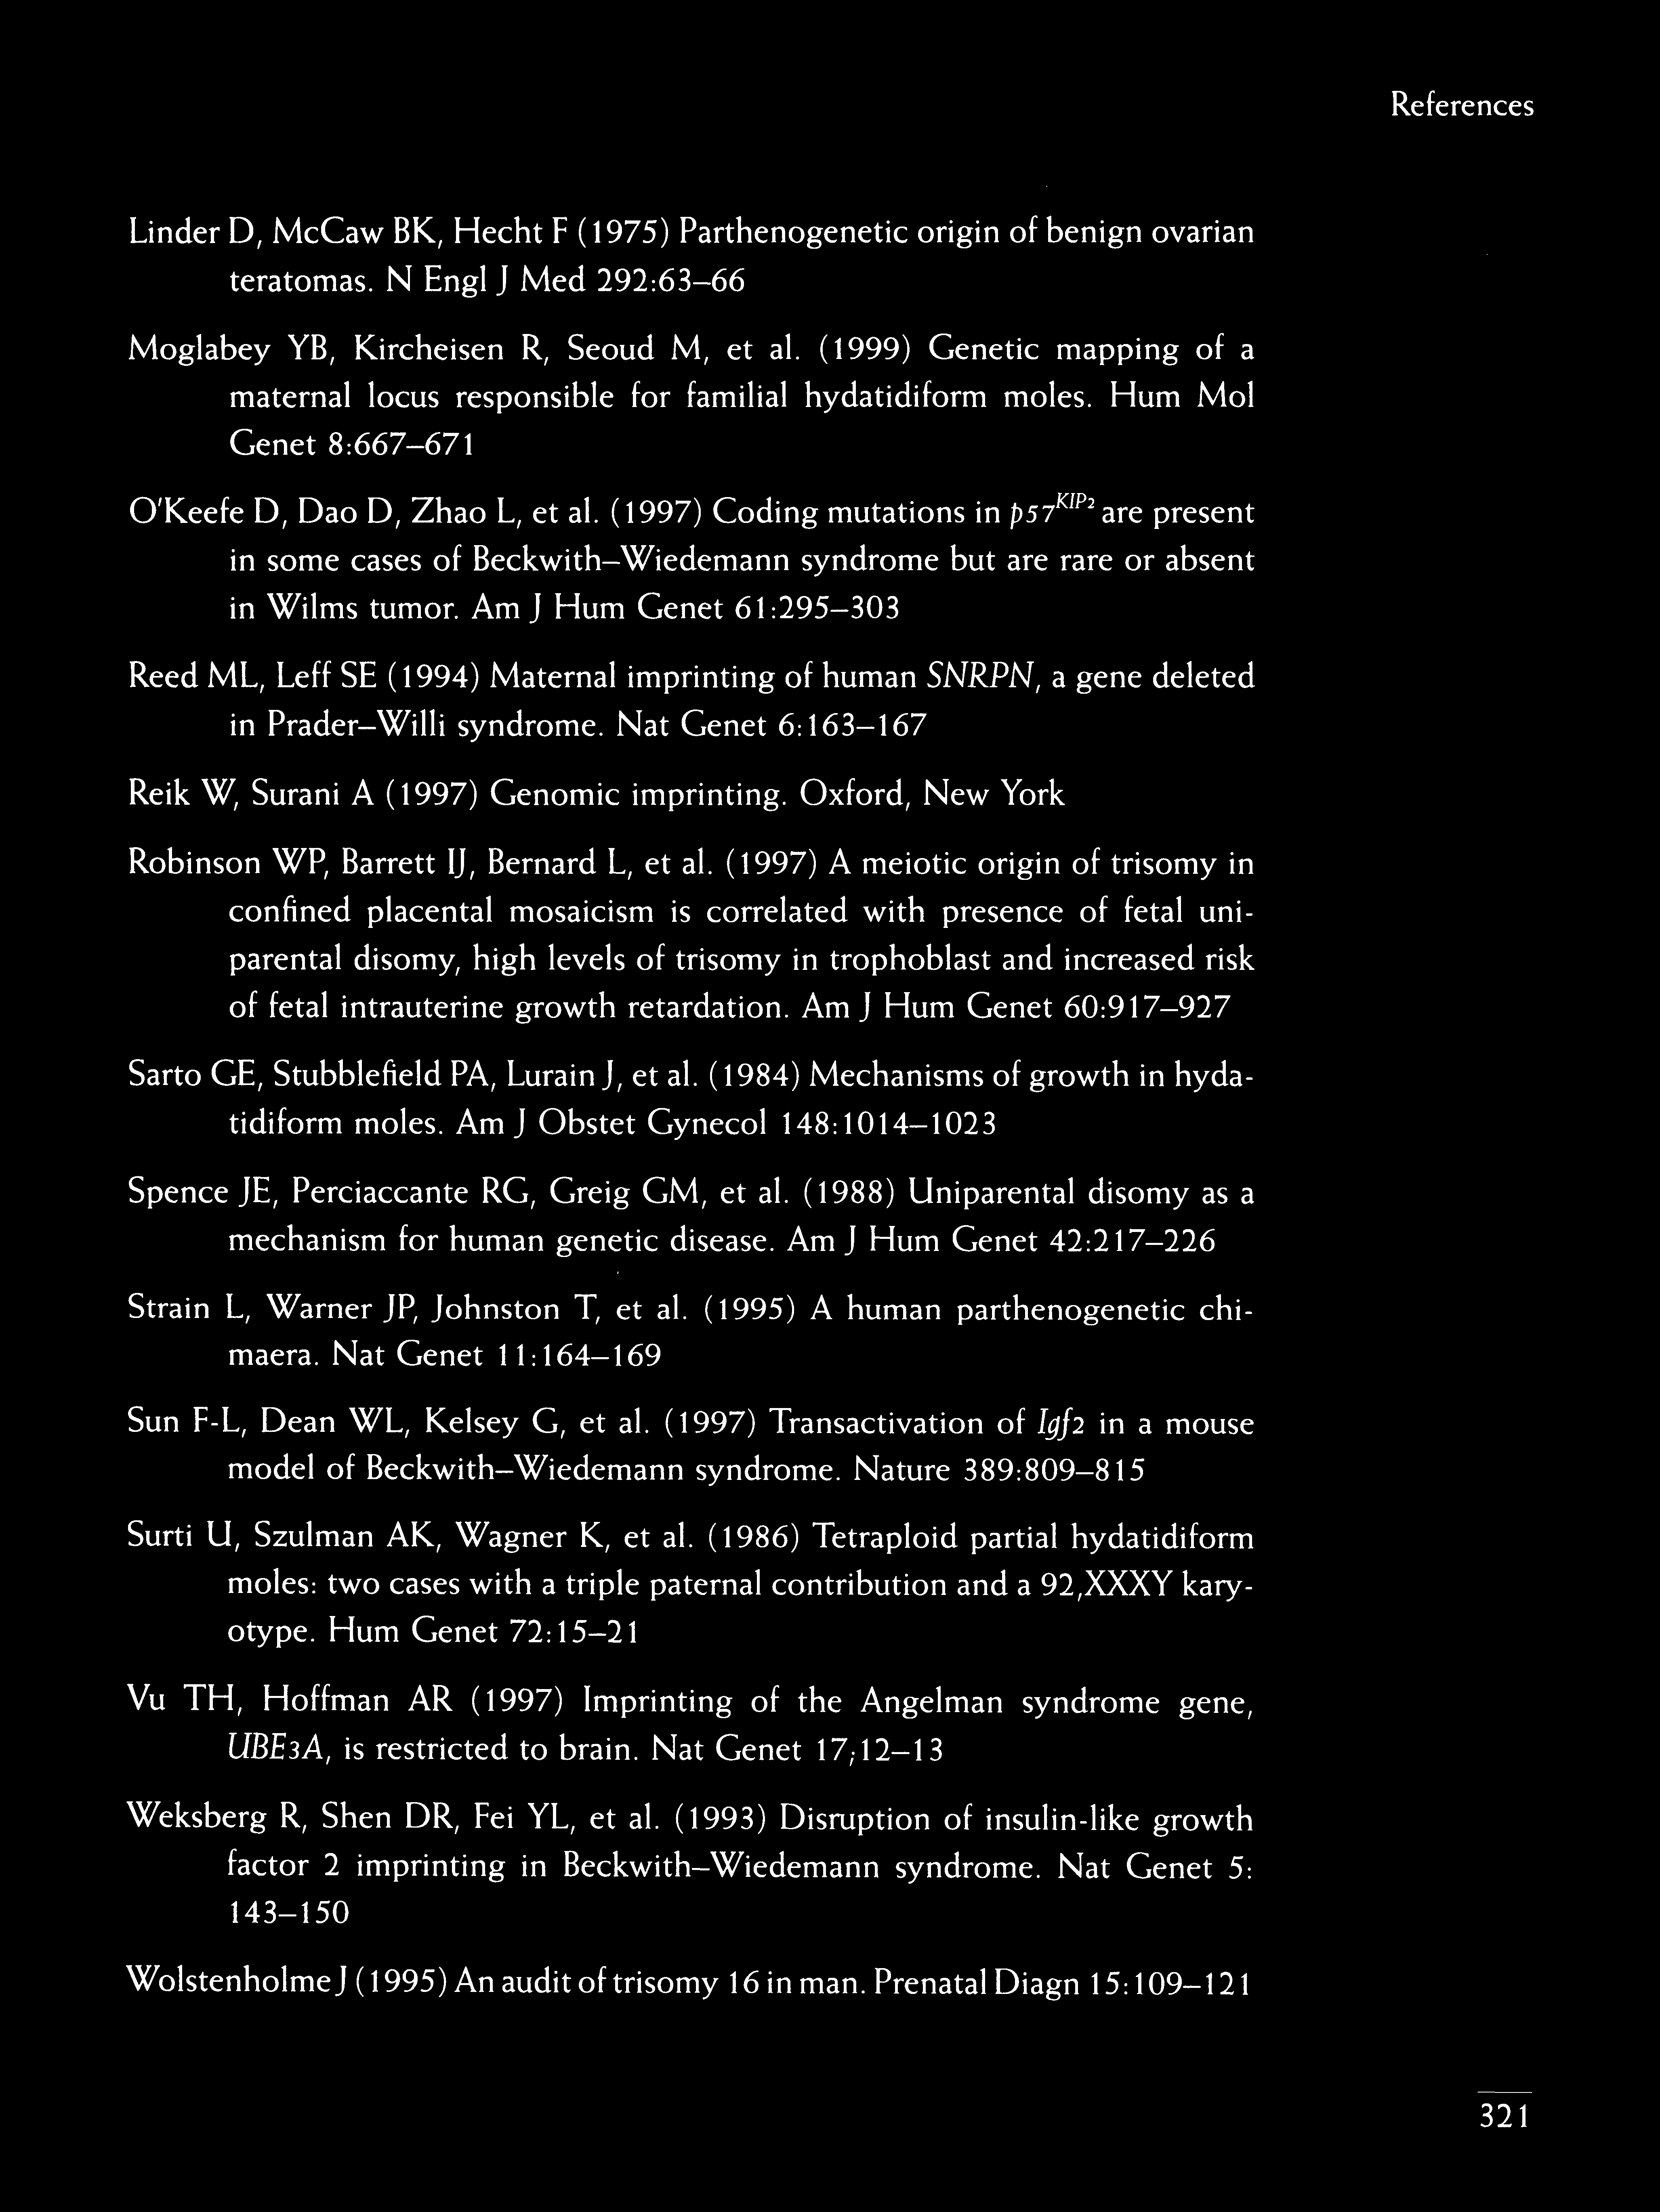 References
Linder D, McCaw BK, Hecht F (1975) Parthenogenetic origin of benign ovarian
teratomas. N Engl J Med 292:63–66
Moglabey YB, Kircheisen R, Seoud M, et al. (1999) Genetic mapping of a
maternal locus responsible for familial hydatidiform moles. Hum Mol
Genet 8:667–671
O'Keefe D, Dao D, Zhao L, et al. (1997) Coding mutations in p57KIP2 are present
in some cases of Beckwith–Wiedemann syndrome but are rare or absent
in Wilms tumor. Am J Hum Genet 61:295–303
Reed ML, Leff SE (1994) Maternal imprinting of human SNRPN, a gene deleted
in Prader–Willi syndrome. Nat Genet 6:163–167
Reik W, Surani A (1997) Genomic imprinting. Oxford, New York
Robinson WP, Barrett IJ, Bernard L, et al. (1997) A meiotic origin of trisomy in
confined placental mosaicism is correlated with presence of fetal uni-
parental disomy, high levels of trisomy in trophoblast and increased risk
of fetal intrauterine growth retardation. Am J Hum Genet 60:917–927
Sarto GE, Stubblefield PA, Lurain J, et al. (1984) Mechanisms of growth in hyda-
tidiform moles. Am J Obstet Gynecol 148:1014–1023
Spence JE, Perciaccante RG, Greig GM, et al. (1988) Uniparental disomy as a
mechanism for human genetic disease. Am J Hum Genet 42:217–226
Strain L, Warner JP, Johnston T, et al. (1995) A human parthenogenetic chi-
maera. Nat Genet 11:164–169
Sun F-L, Dean WL, Kelsey G, et al. (1997) Transactivation of Igf2 in a mouse
model of Beckwith–Wiedemann syndrome. Nature 389:809–815
Surti U, Szulman AK, Wagner K, et al. (1986) Tetraploid partial hydatidiform
moles: two cases with a triple paternal contribution and a 92,XXXY kary-
otype. Hum Genet 72:15–21
Vu TH, Hoffman AR (1997) Imprinting of the Angelman syndrome gene,
UBE3A, is restricted to brain. Nat Genet 17;12–13
Weksberg R, Shen DR, Fei YL, et al. (1993) Disruption of insulin-like growth
factor 2 imprinting in Beckwith–Wiedemann syndrome. Nat Genet 5:
143–150
Wolstenholme J (1995) An audit of trisomy 16 in man. Prenatal Diagn 15:109–121
321